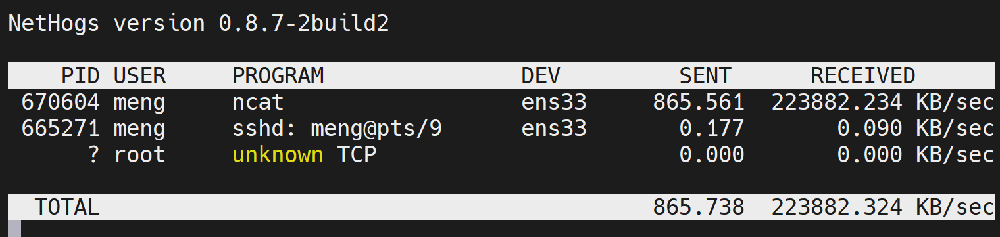 NetHogs version 0.8.7-2build2
PID USER PROGRAM DEV SENT RECEIVED
670604 meng ncat ens33 865.561 223882.234 KB/sec
665271 meng sshd: meng@pts/9 ens33 0.177 0.090 KB/sec
? root unknown TCP 0.000 0.000 KB/sec
TOTAL 865.738 223882.324 KB/sec